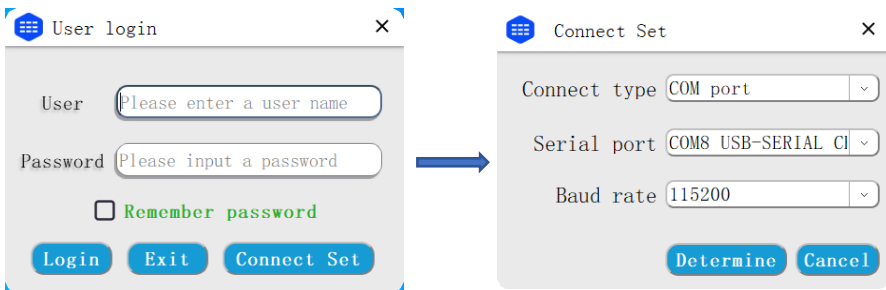 User login
User
Please enter a user name
Password
Please input a password
Remember password
Login Exit Connect Set
Connect Set
Connect type COM port
Serial port COM8 USB-SERIAL
Baud rate 115200
Determine Cancel